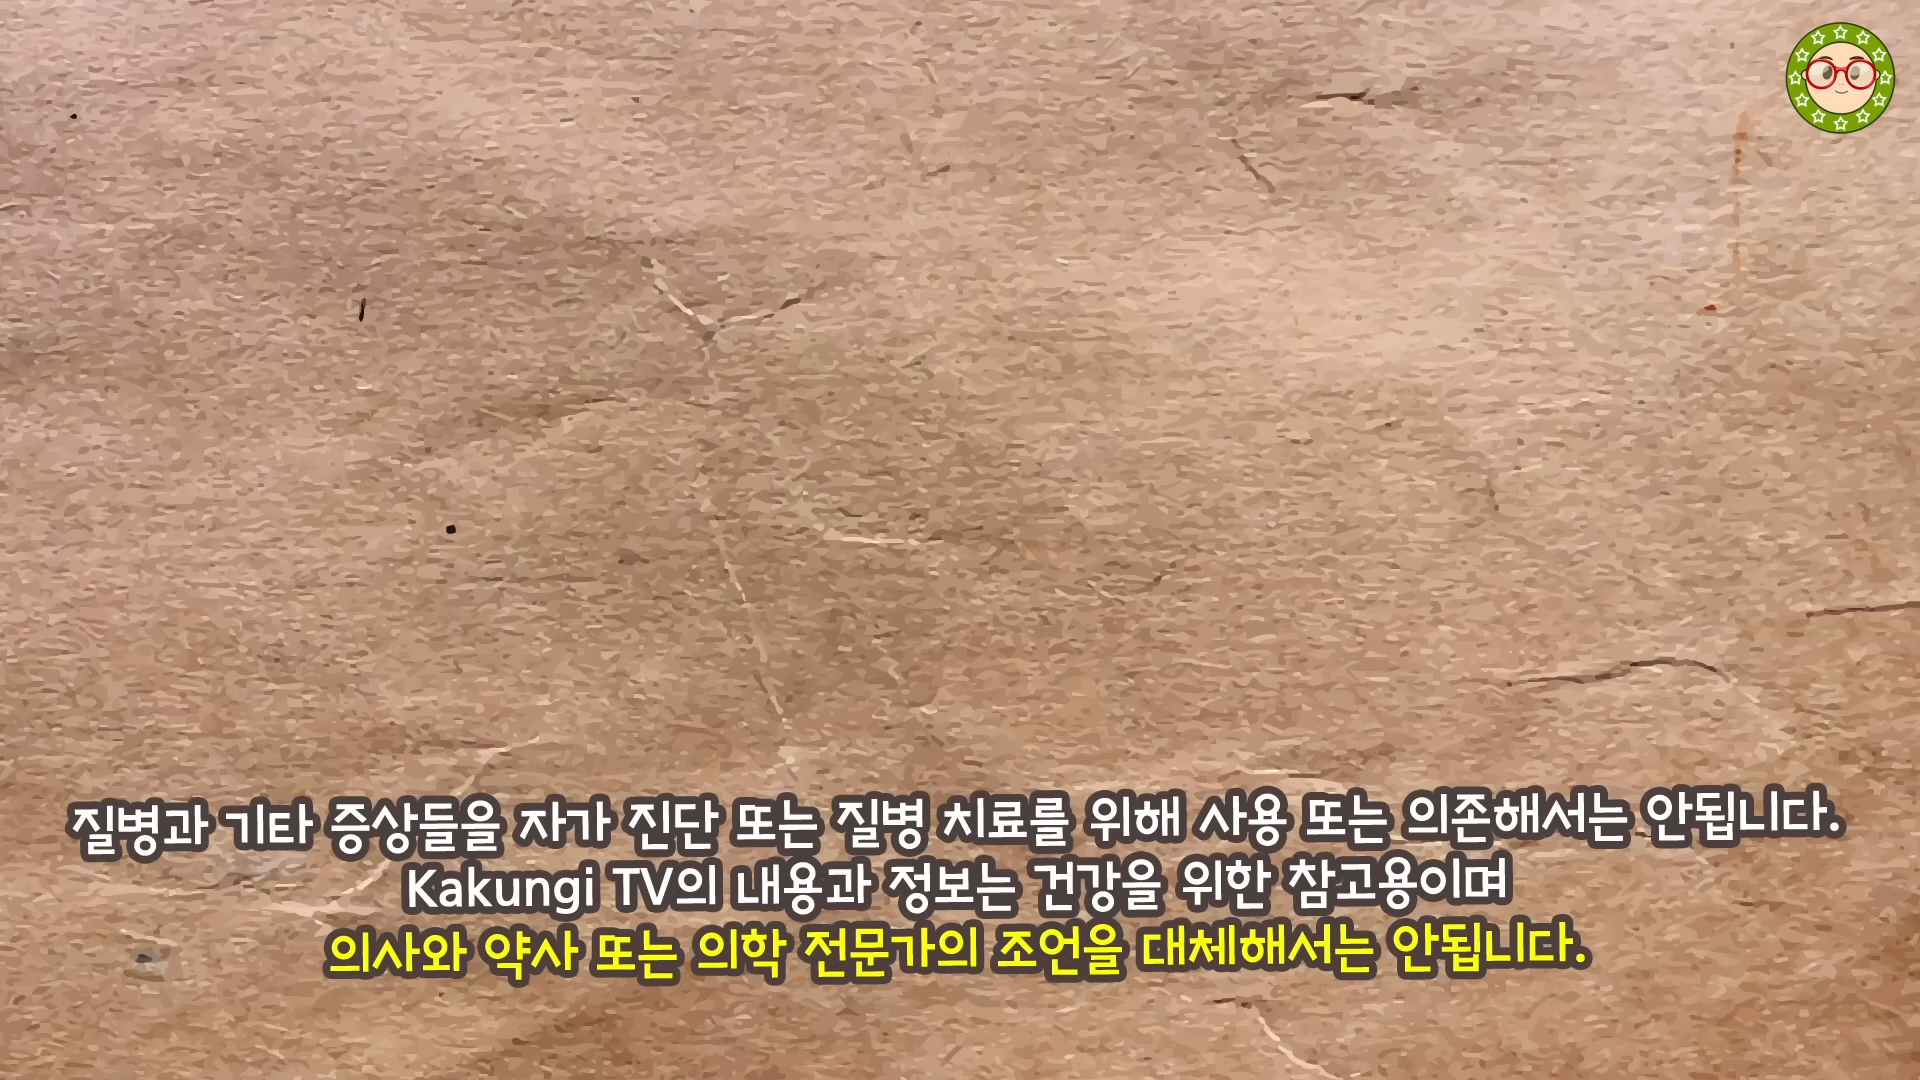 질병과 기타 증상들을 자가 진단 또는 질병 치료를 위해 사용 또는 의존해서는 안됩니다.
Kakungi TV의 내용과 정보는 건강을 위한 참고용이며
의사와 약사 또는 의학 전문가의 조언을 대체해서는 안됩니다.